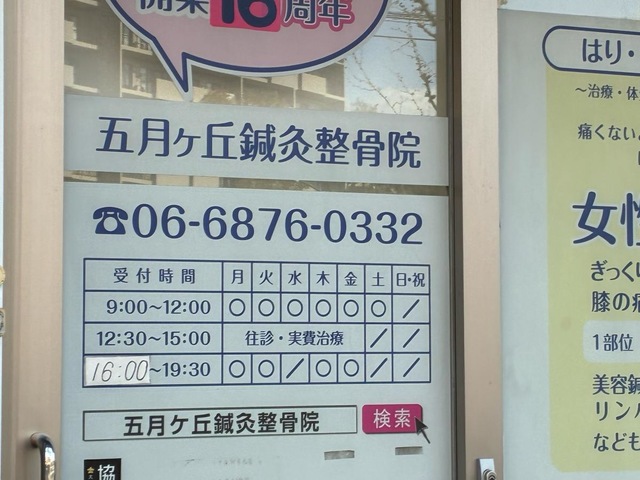 開業16周年
五月ヶ丘鍼灸整骨院
☎06-6876-0332
受付時間 月 火 水 木 金 土 日・祝
9:00~12:00 ○ ○ ○ ○ ○ ○ ／
12:30~15:00 往診・実費治療 ／ ／
16:00~19:30 ○ ○ ／ ○ ○ ／ ／
五月ケ丘鍼灸整骨院 検索
協
はり・
～治療・体
痛くない
女性
ぎっくり
膝の痛
1部位
美容鍼
リンパ
なども